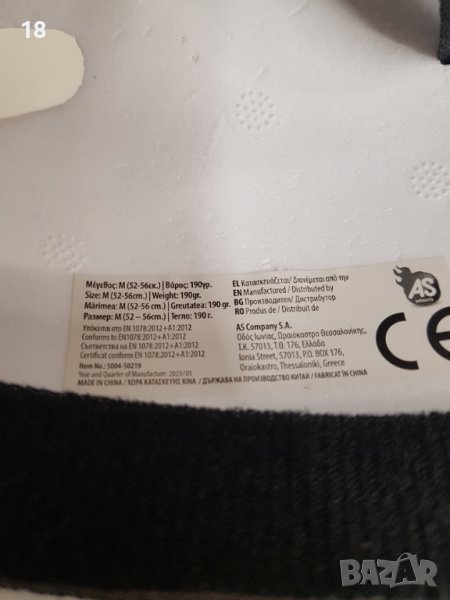 18
Μέγεθος: M (52-56εκ.) | Βάρος: 190γρ.
Size: M (52-56cm.) | Weight: 190gr.
Mărimea: M (52-56 cm.) | Greutatea: 190 gr.
Размер: M (52 – 56cm.) | Тегло: 190 г.
Υπόκειται στο EN 1078:2012+A1:2012
Conforms to EN1078:2012+A1:2012
Съответства на EN 1078:2012+A1:2012
Certificat conform EN 1078:2012+A1:2012
Item No.: 5004-50219
Year and Quarter of Manufacture: 2023/01
MADE IN CHINA / ΧΩΡΑ ΚΑΤΑΣΚΕΥΗΣ ΚΙΝΑ / ДЪРЖАВА НА ПРОИЗВОДСТВО КИТАЙ / FABRICAT ÎN CHINA
EL Κατασκευάζεται/ Διανέμεται από την
EN Manufactured / Distributed by
BG Производител/ Дистрибутор
RO Produs de / Distribuit de
AS Company S.A.
Οδός Ιωνίας, Ωραιόκαστρο Θεσσαλονίκης,
Τ.Κ. 57013, Τ.Θ. 176, Ελλάδα
Ionia Street, 57013, P.O. BOX 176,
Oraiokastro, Thessaloniki, Greece
AS
wheels
CE
BAZAR